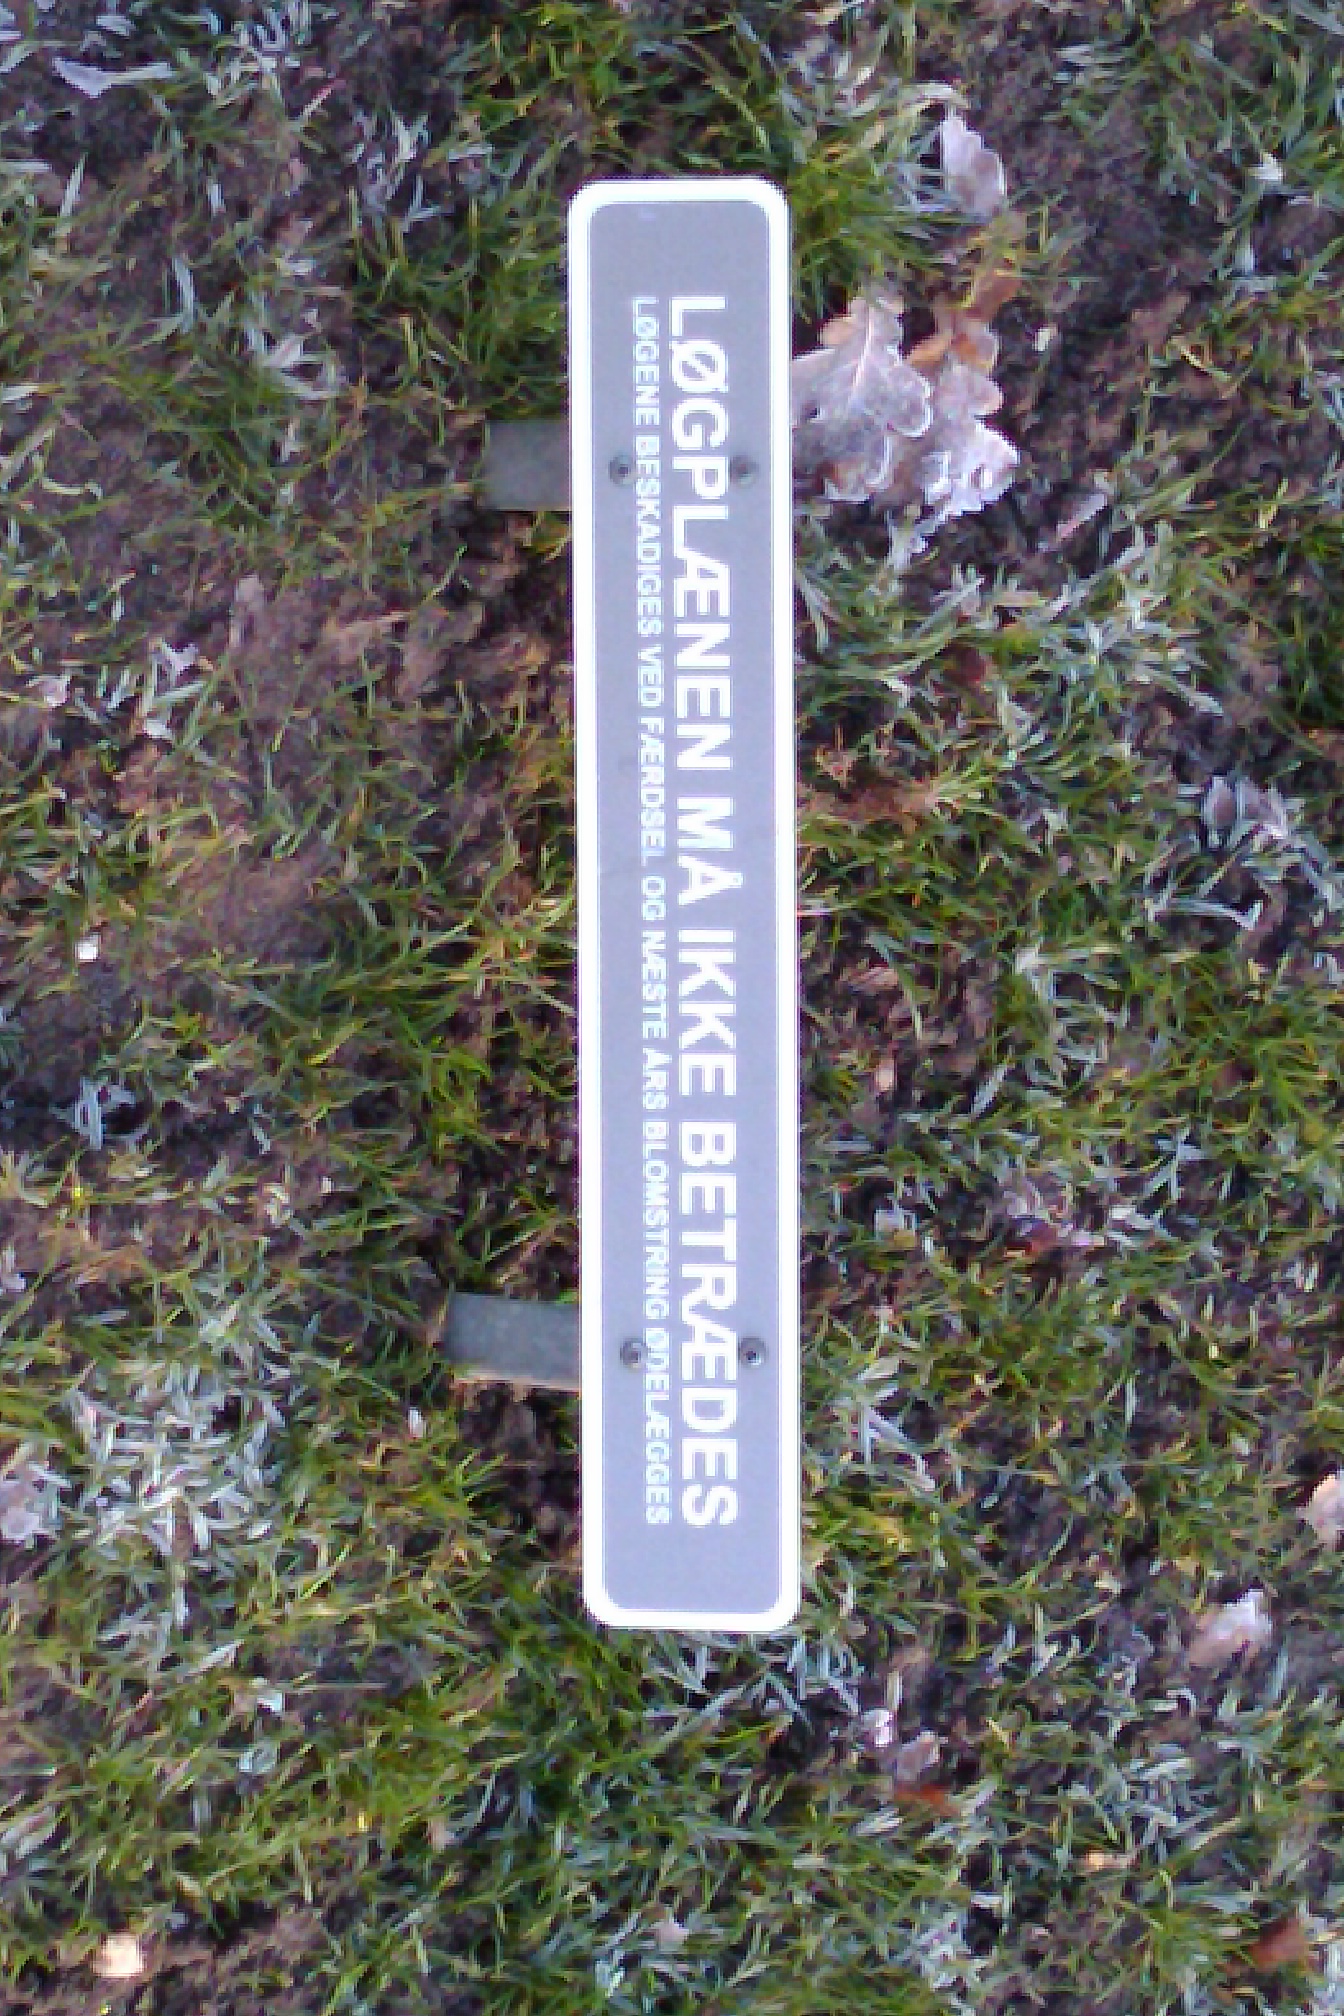 LØGPLÆNEN MÅ IKKE BETRÆDES
LØGENE BESKADIGES VED FÆRDSEL OG NÆSTE ÅRS BLOMSTRING ØDELÆGGES